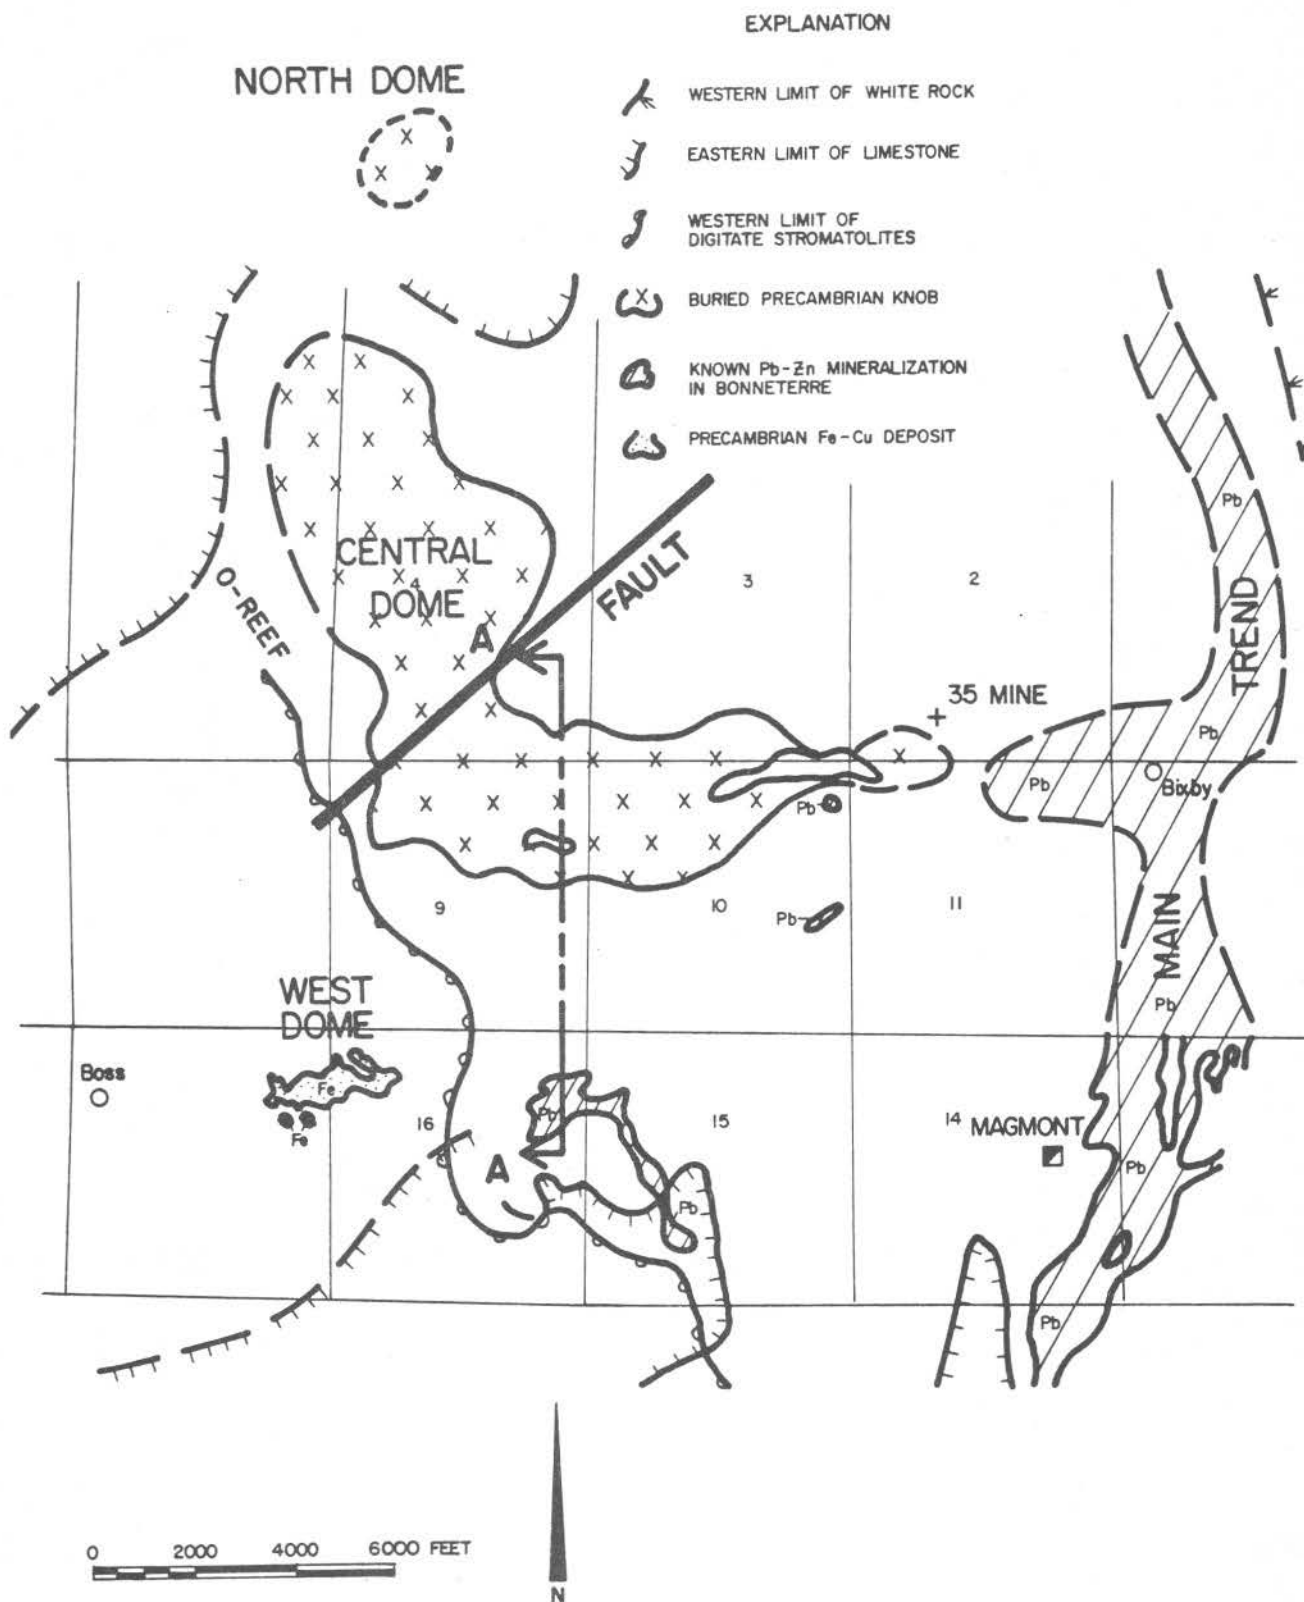 EXPLANATION
NORTH DOME
WESTERN LIMIT OF WHITE ROCK
EASTERN LIMIT OF LIMESTONE
WESTERN LIMIT OF
DIGITATE STROMATOLITES
BURIED PRECAMBRIAN KNOB
KNOWN Pb-Zn MINERALIZATION
IN BONNETERRE
PRECAMBRIAN Fe-Cu DEPOSIT
Pb
CENTRAL
DOME
4
O-REEF
FAULT
3
2
TREND
A
35 MINE
Pb
Pb
Bixby
Pb
9
10
11
Pb
MAIN
WEST
DOME
Pb
Boss
Fe
Fe
16
Pb
15
14
MAGMONT
Pb
A
Pb
Pb
0 2000 4000 6000 FEET
N